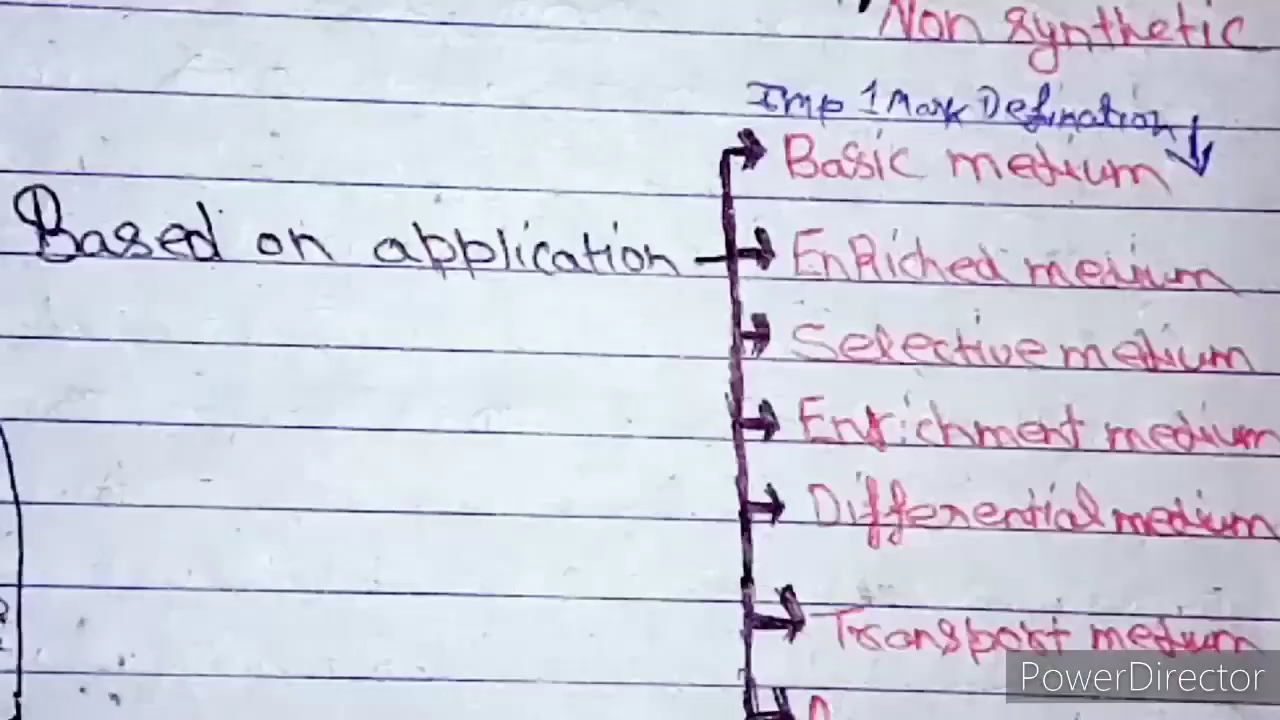 Non synthetic
Imp 1 Mark Defination
Basic medium
Based on application
EnRiched medium
Selective medium
Enrichment medium
Differential medium
Transport medium
PowerDirector